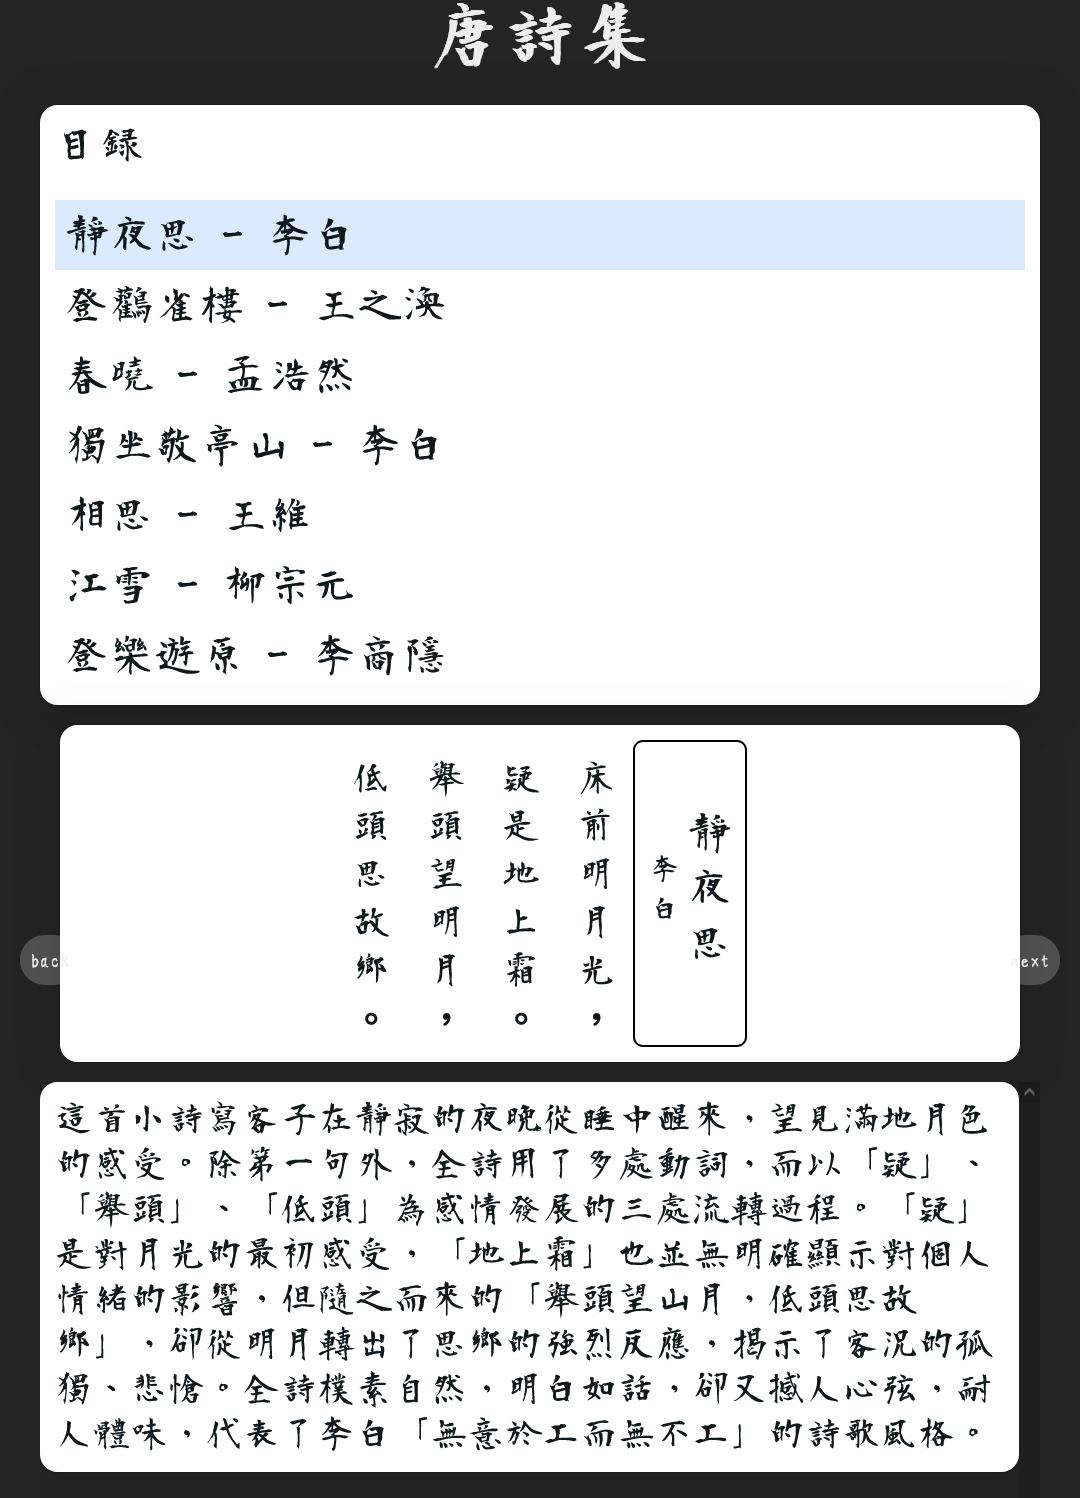 唐詩集
目録
靜夜思 - 李白
登鸛雀樓 - 王之渙
春曉 - 孟浩然
獨坐敬亭山 - 李白
相思 - 王維
江雪 - 柳宗元
登樂遊原 - 李商隱
靜夜思
李白
床前明月光，
疑是地上霜。
舉頭望明月，
低頭思故鄉。
back
next
這首小詩寫客子在靜寂的夜晚從睡中醒來，望見滿地月色
的感受。除第一句外，全詩用了多處動詞，而以「疑」、
「舉頭」、「低頭」為感情發展的三處流轉過程。「疑」
是對月光的最初感受，「地上霜」也並無明確顯示對個人
情緒的影響，但隨之而來的「舉頭望山月，低頭思故
鄉」，卻從明月轉出了思鄉的強烈反應，揭示了客況的孤
獨、悲愴。全詩樸素自然，明白如話，卻又撼人心弦，耐
人體味，代表了李白「無意於工而無不工」的詩歌風格。